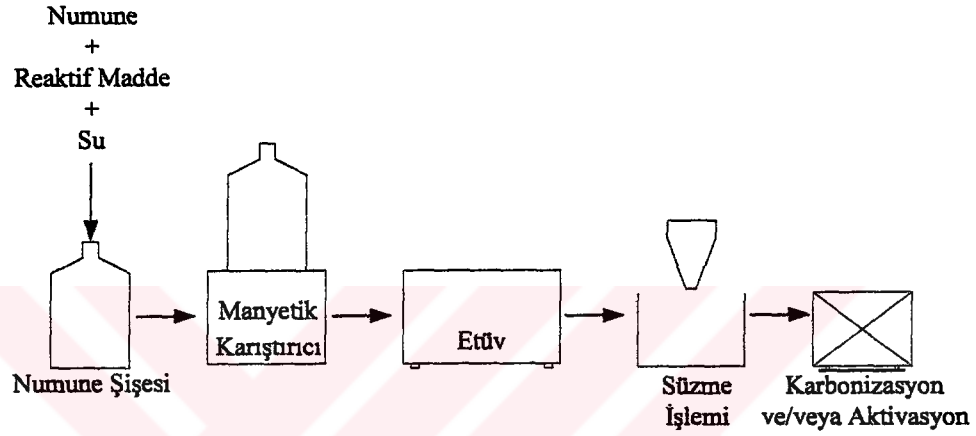 Numune
+
Reaktif Madde
+
Su
Numune Şişesi
Manyetik
Karıştırıcı
Etüv
Süzme
İşlemi
Karbonizasyon
ve/veya Aktivasyon